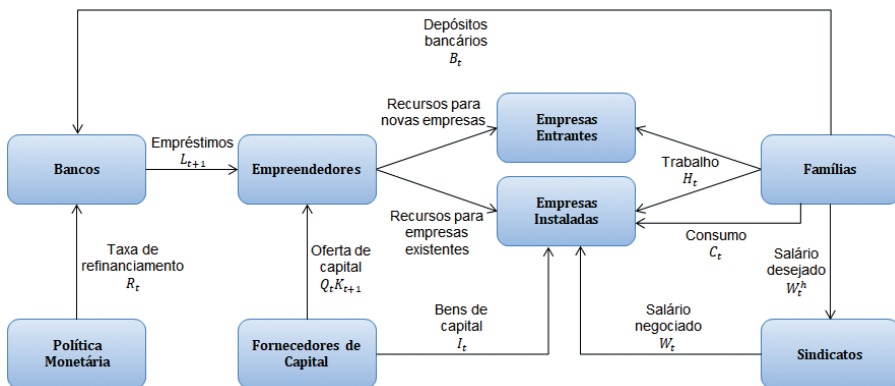 Depósitos
bancários
B_t
Recursos para
novas empresas
Empresas
Entrantes
Empréstimos
L_{t+1}
Bancos
Empreendedores
Trabalho
H_t
Famílias
Empresas
Instaladas
Recursos para
empresas
existentes
Consumo
C_t
Taxa de
refinanciamento
R_t
Oferta de
capital
Q_tK_{t+1}
Salário
desejado
W_t^h
Bens de
capital
I_t
Salário
negociado
W_t
Política
Monetária
Fornecedores de
Capital
Sindicatos